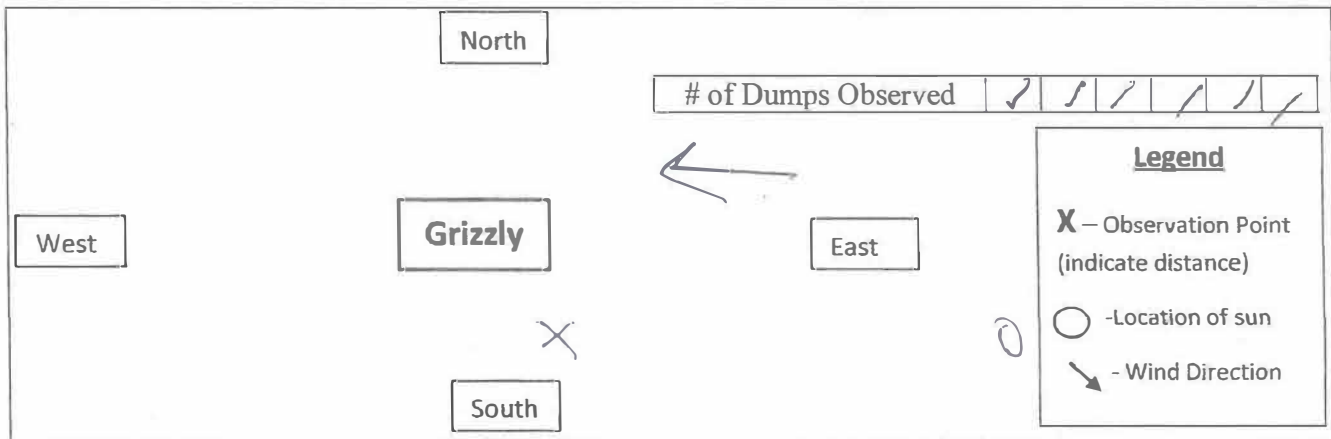 North
# of Dumps Observed / / / / / /
Legend
West
Grizzly
East
X – Observation Point
(indicate distance)
X
O
-Location of sun
- Wind Direction
South